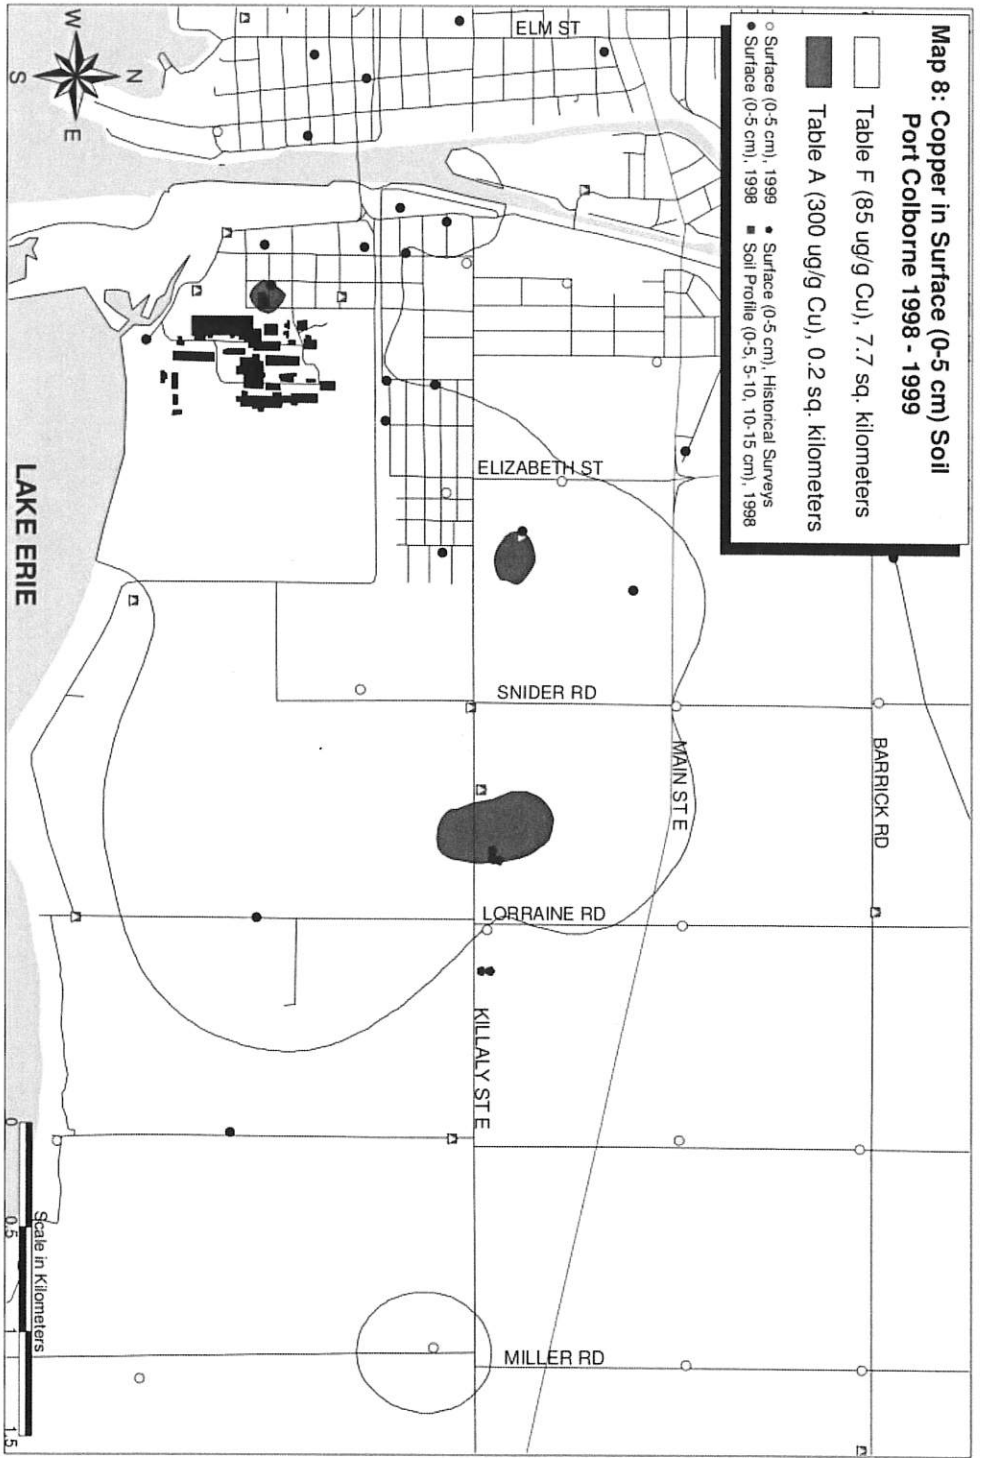 Map 8: Copper in Surface (0-5 cm) Soil
Port Colborne 1998 - 1999
Table F (85 ug/g Cu), 7.7 sq. kilometers
Table A (300 ug/g Cu), 0.2 sq. kilometers
Surface (0-5 cm), 1999
Surface (0-5 cm), Historical Surveys
Surface (0-5 cm), 1998
Soil Profile (0-5, 5-10, 10-15 cm), 1998
BARRICK RD
MAIN ST E
ELM ST
ELIZABETH ST
SNIDER RD
LORRAINE RD
KILLALY ST E
MILLER RD
N
W
E
S
LAKE ERIE
Scale in Kilometers
0
0.5
1
1.5